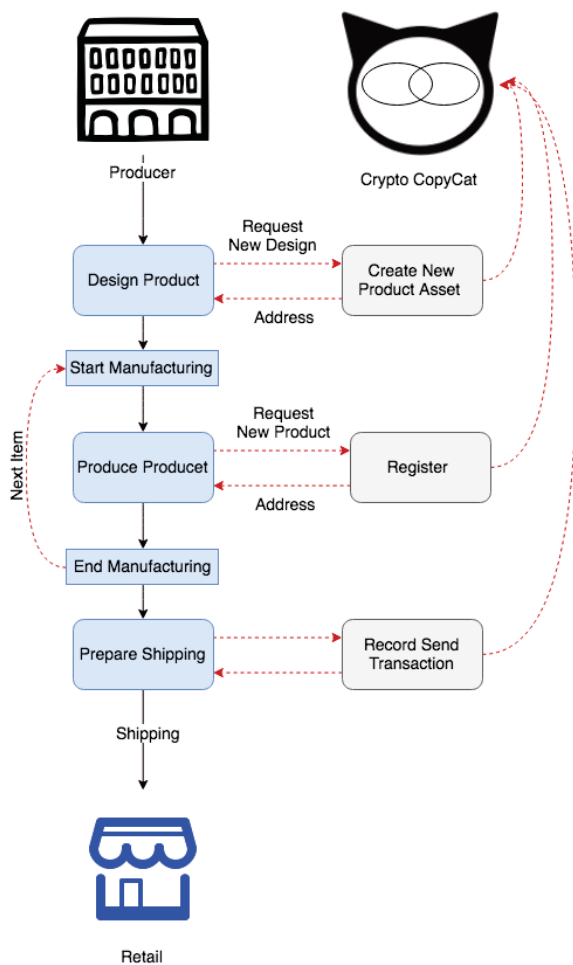 Producer
Crypto CopyCat
Request
New Design
Design Product
Create New
Product Asset
Address
Start Manufacturing
Request
New Product
Next Item
Produce Producet
Register
Address
End Manufacturing
Prepare Shipping
Record Send
Transaction
Shipping
Retail